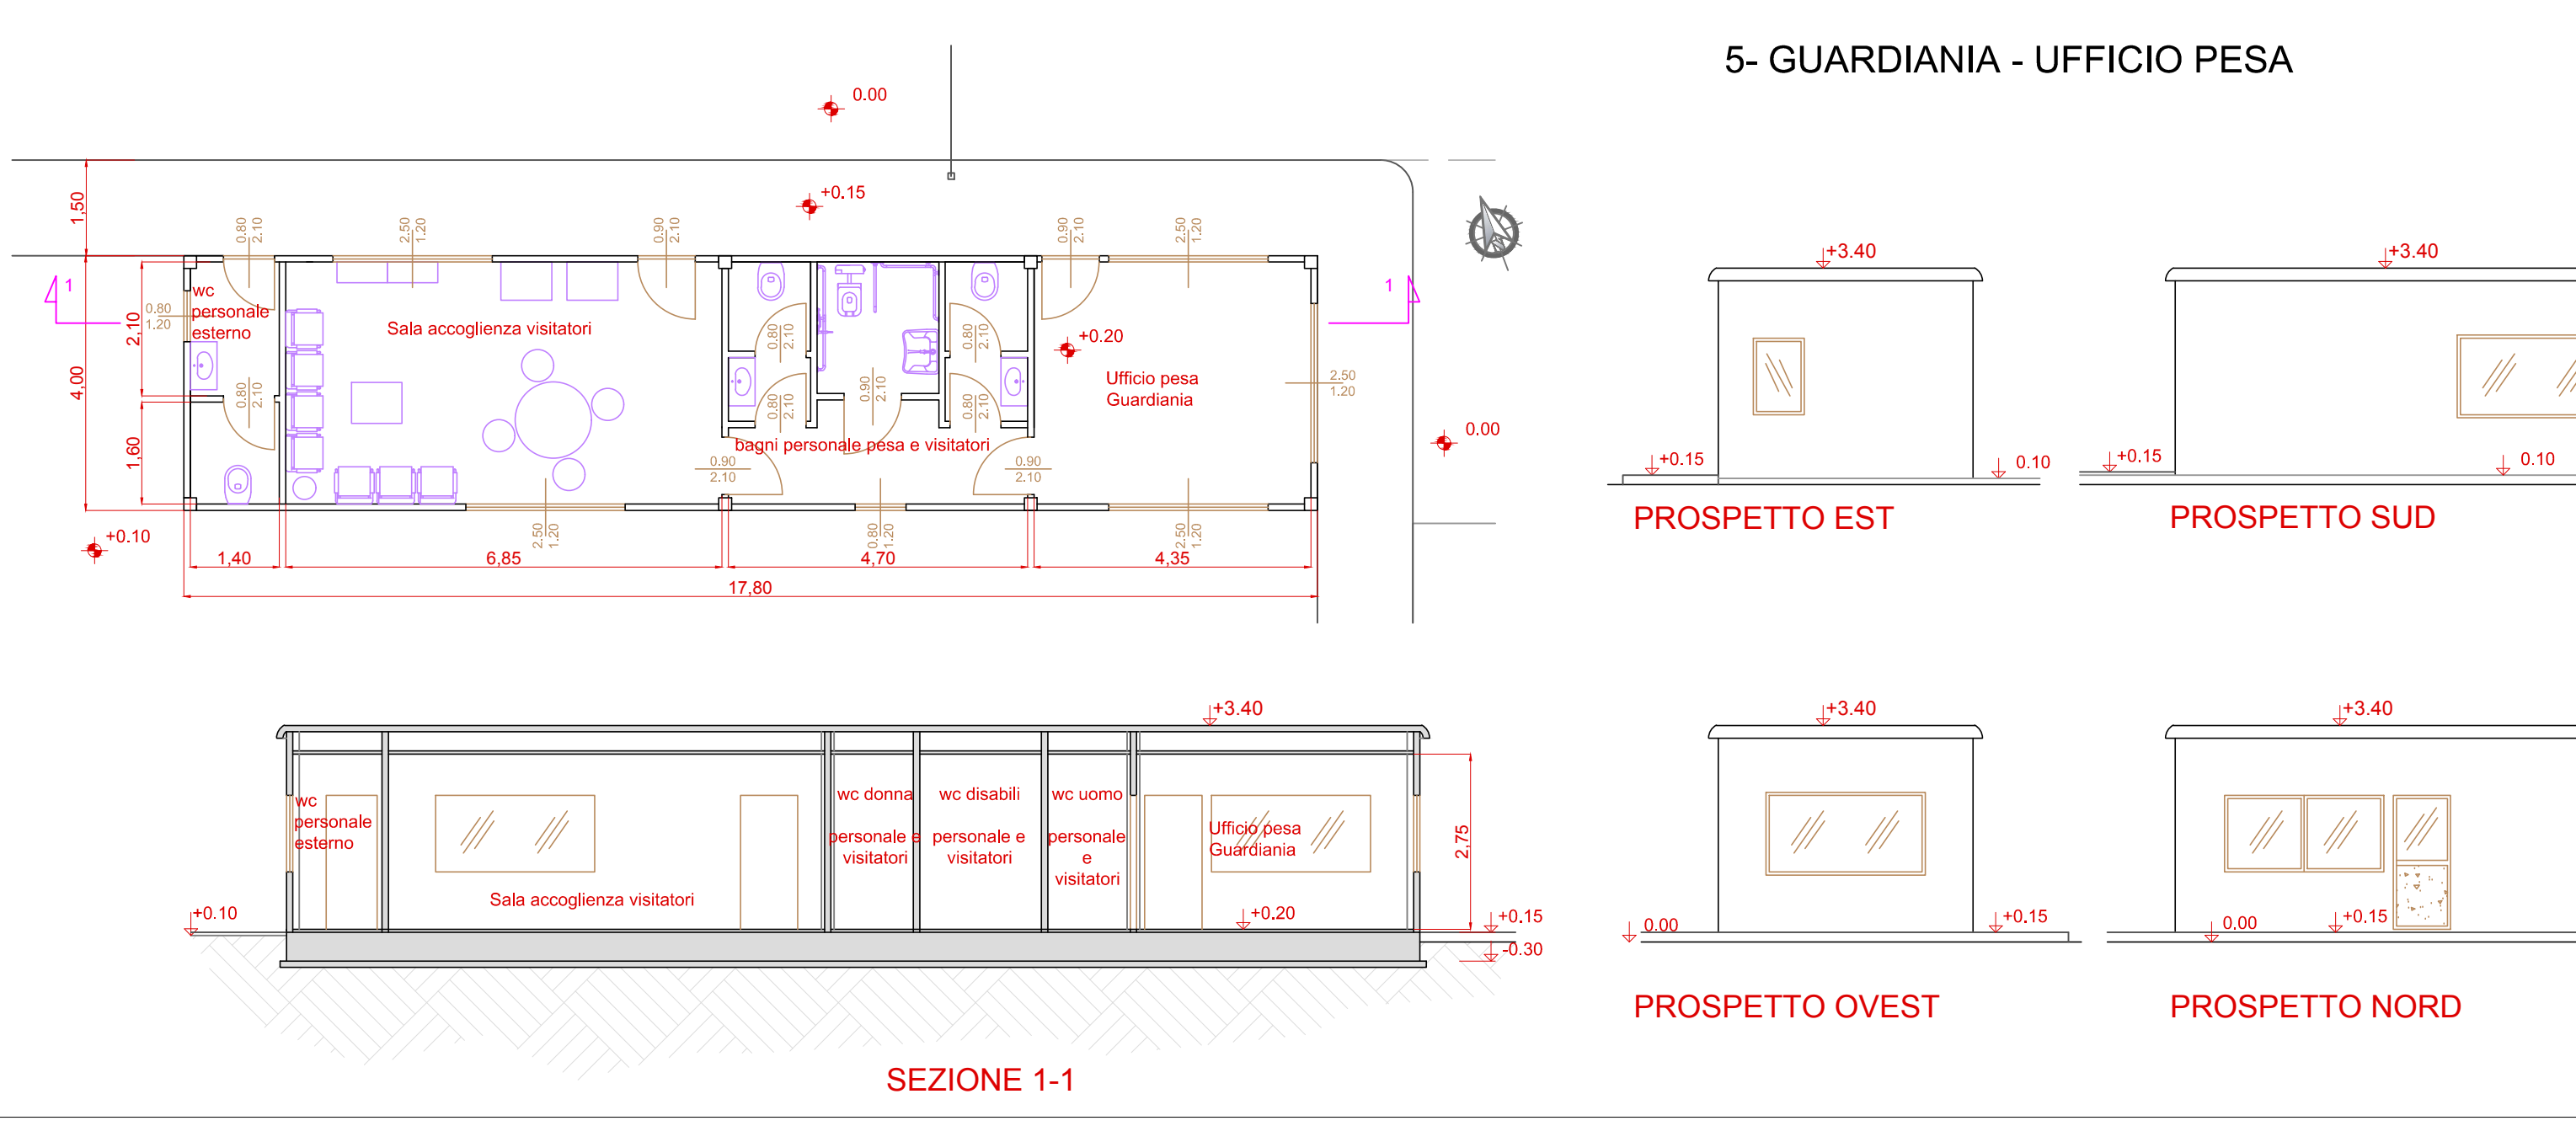 5- GUARDIANIA - UFFICIO PESA
0.00
+0.15
1,50
0.80
2.10
2.50
1.20
0.90
2.10
0.90
2.10
2.50
1.20
1
1
wc
personale
esterno
0.80
1.20
2,10
4,00
1,60
0.80
2.10
Sala accoglienza visitatori
0.80
2.10
0.80
2.10
0.90
2.10
0.80
2.10
0.80
2.10
+0.20
Ufficio pesa
Guardiania
2.50
1.20
0.00
bagni personale pesa e visitatori
0.90
2.10
0.90
2.10
+0.10
2.50
1.20
0.80
1.20
2.50
1.20
1,40
6,85
4,70
4,35
17,80
+3.40
+0.15
0.10
PROSPETTO EST
+3.40
+0.15
0.10
PROSPETTO SUD
+3.40
wc
personale
esterno
Sala accoglienza visitatori
wc donna
personale e
visitatori
wc disabili
personale e
visitatori
wc uomo
personale
e
visitatori
Ufficio pesa
Guardiania
2,75
+0.10
+0.20
+0.15
-0.30
SEZIONE 1-1
+3.40
0.00
+0.15
PROSPETTO OVEST
+3.40
0.00
+0.15
PROSPETTO NORD